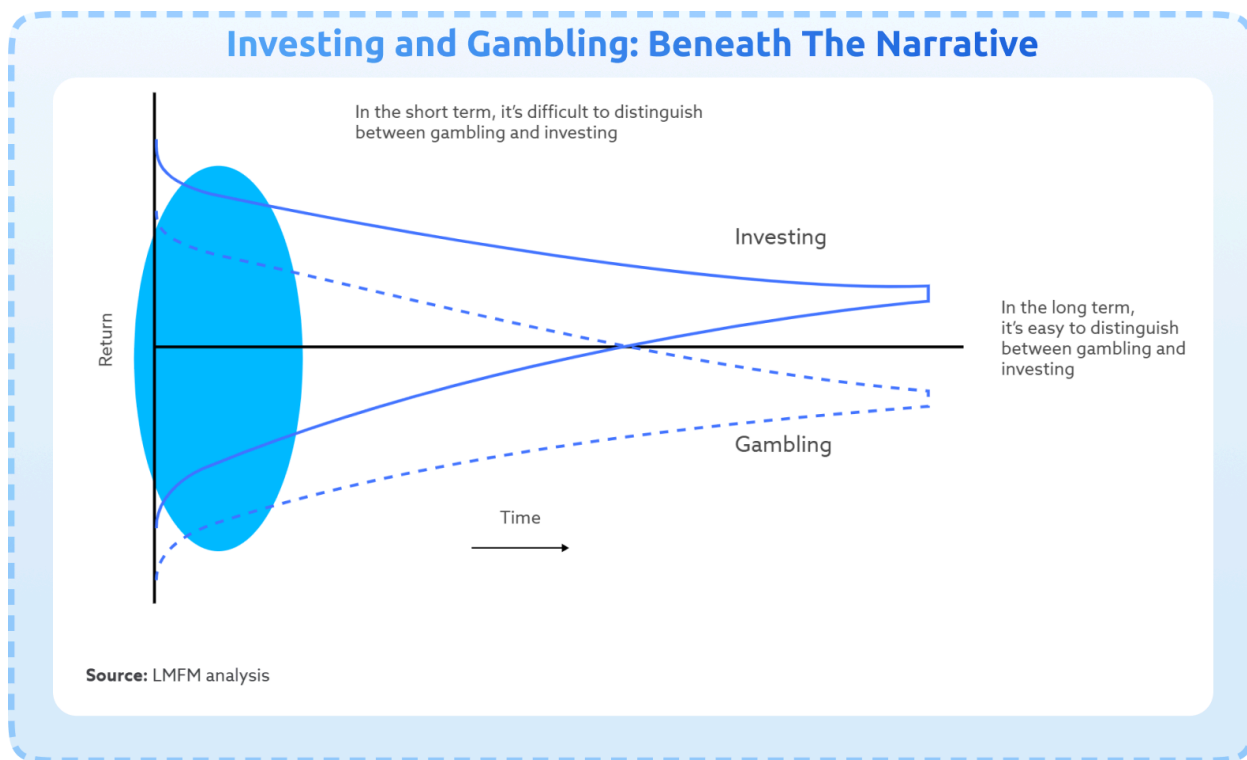 Investing and Gambling: Beneath The Narrative
In the short term, it’s difficult to distinguish
between gambling and investing
Investing
Return
In the long term,
it’s easy to distinguish
between gambling and
investing
Gambling
Time
Source: LMFM analysis